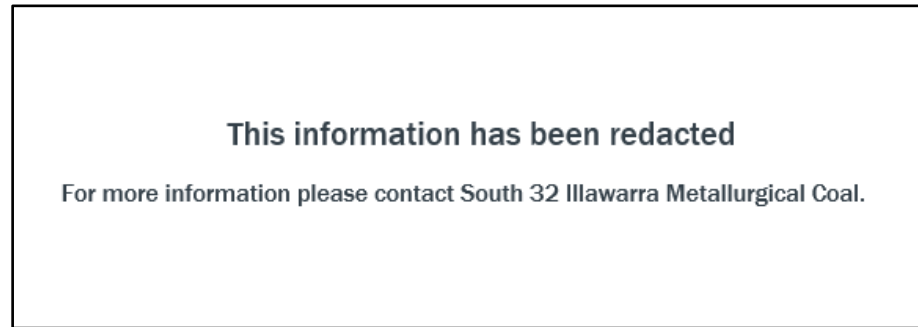 This information has been redacted
For more information please contact South 32 Illawarra Metallurgical Coal.